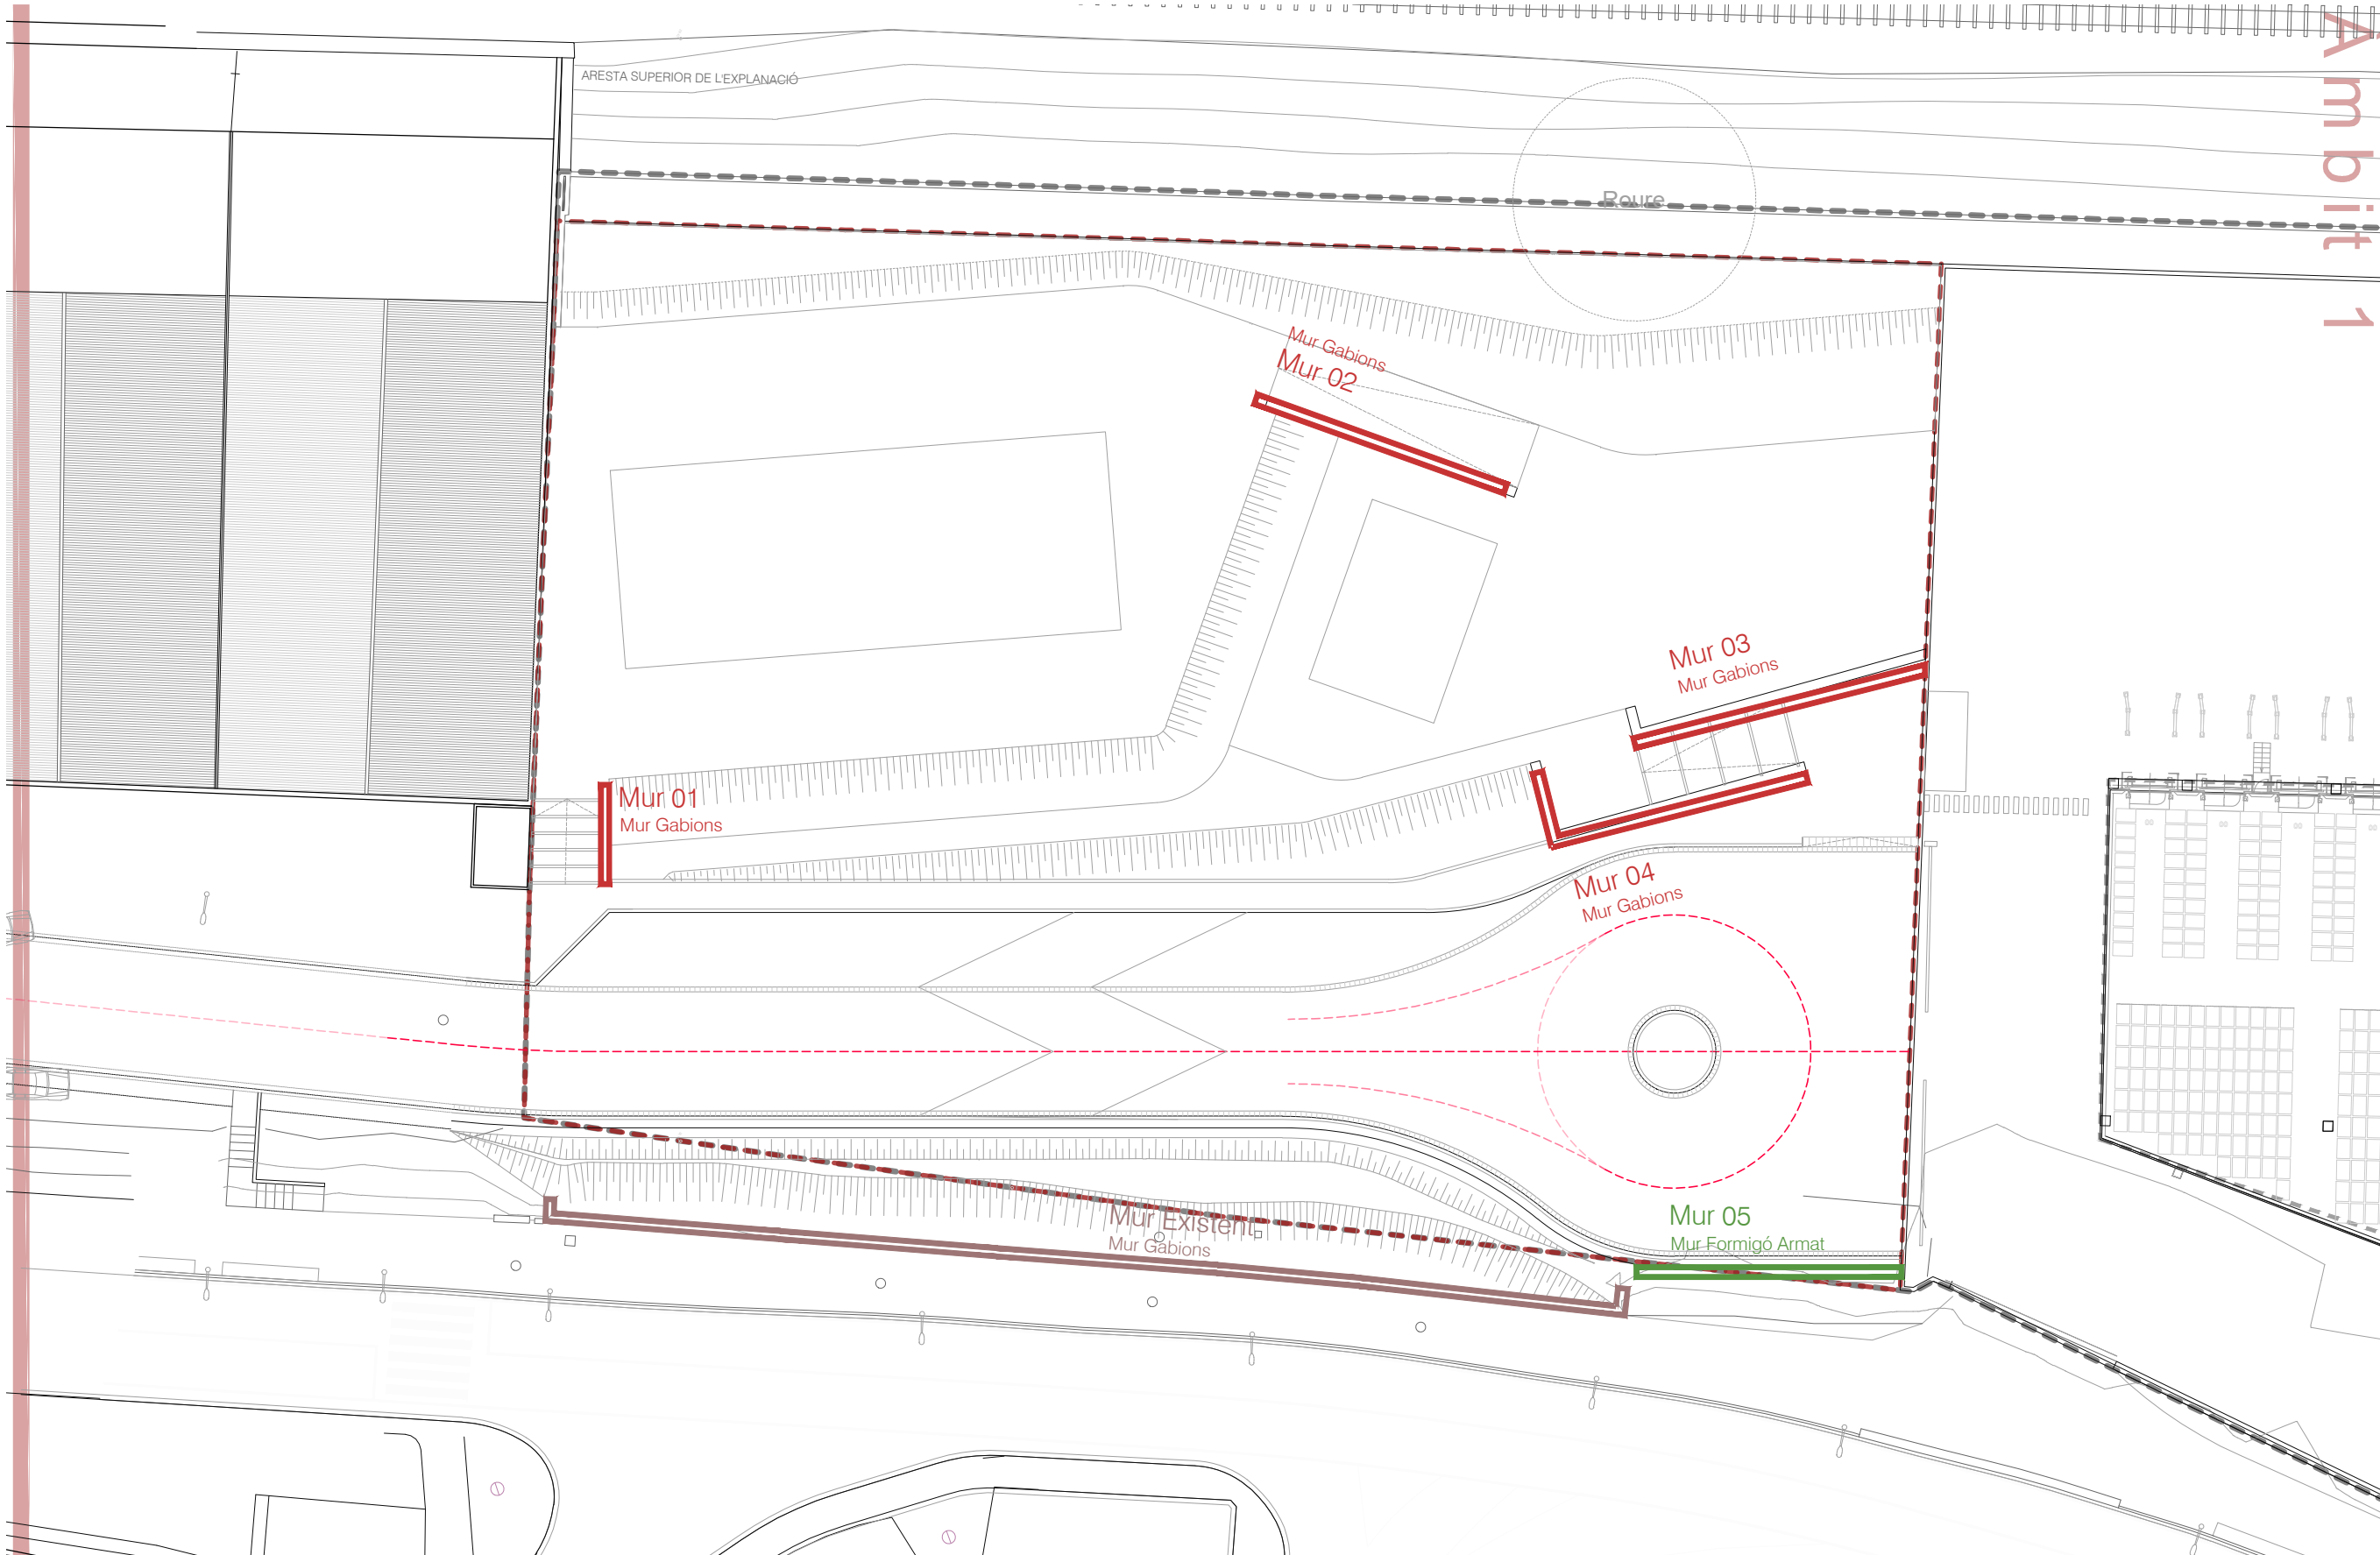 Ambit 1
ARESTA SUPERIOR DE L'EXPLANACIÓ
Roure
Mur Gabions
Mur 02
Mur 03
Mur Gabions
Mur 01
Mur Gabions
Mur 04
Mur Gabions
Mur Existent
Mur Gabions
Mur 05
Mur Formigó Armat